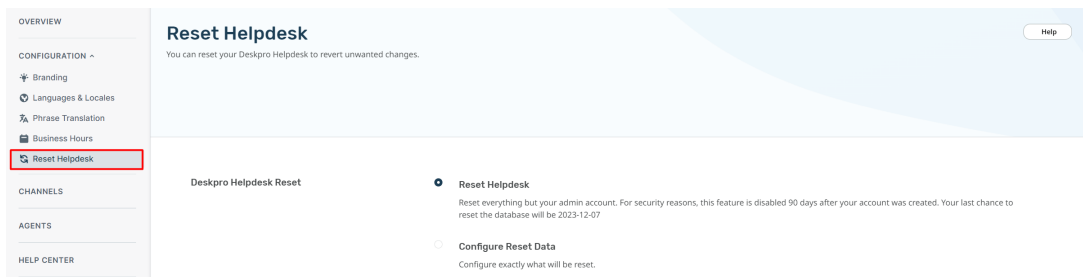 OVERVIEW
CONFIGURATION
Branding
Languages & Locales
Phrase Translation
Business Hours
Reset Helpdesk
CHANNELS
AGENTS
HELP CENTER
Reset Helpdesk
Help
You can reset your Deskpro Helpdesk to revert unwanted changes.
Deskpro Helpdesk Reset
Reset Helpdesk
Reset everything but your admin account. For security reasons, this feature is disabled 90 days after your account was created. Your last chance to
reset the database will be 2023-12-07
Configure Reset Data
Configure exactly what will be reset.